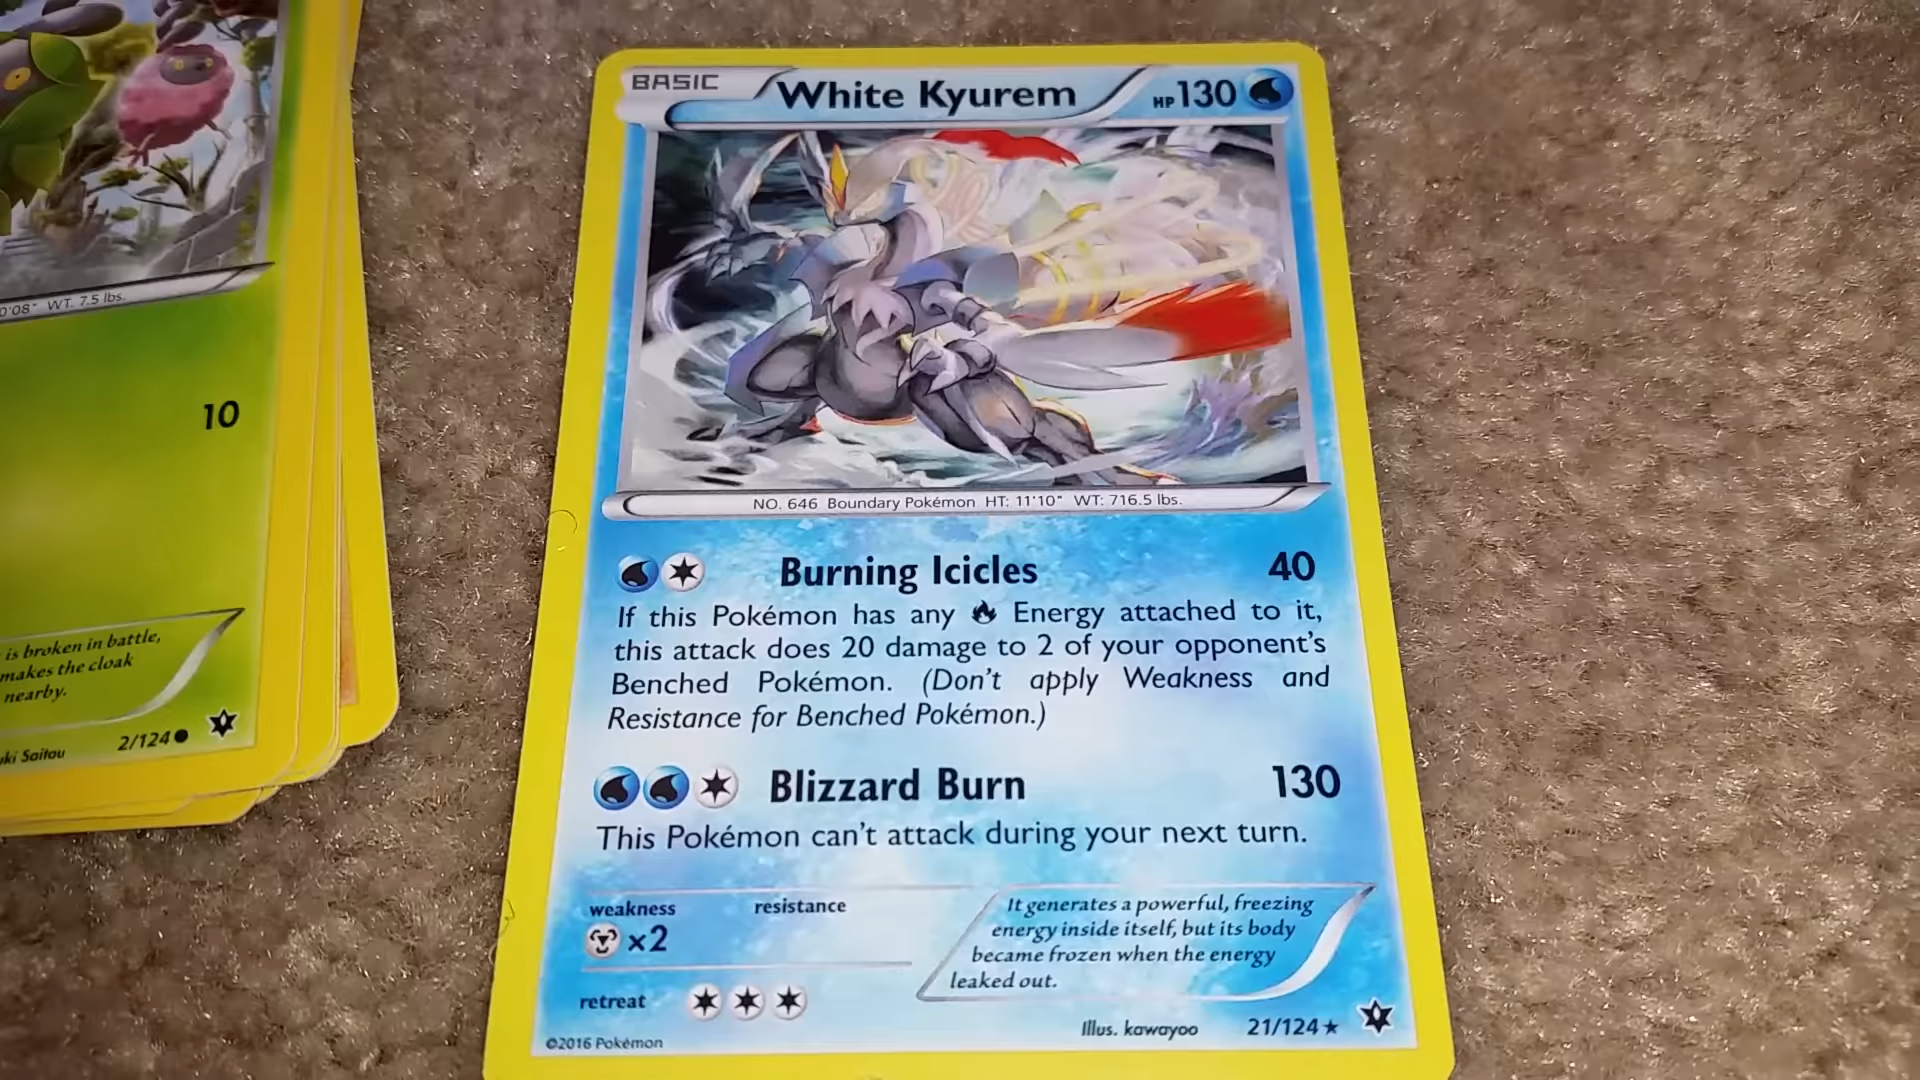 0'08" WT. 7.5 lbs.
10
is broken in battle,
makes the cloak
nearby.
uki Saitou
2/124
BASIC
White Kyurem
HP 130
NO. 646 Boundary Pokémon HT: 11'10" WT: 716.5 lbs.
Burning Icicles 40
If this Pokémon has any Energy attached to it,
this attack does 20 damage to 2 of your opponent's
Benched Pokémon. (Don't apply Weakness and
Resistance for Benched Pokémon.)
Blizzard Burn 130
This Pokémon can't attack during your next turn.
weakness resistance
×2
It generates a powerful, freezing
energy inside itself, but its body
became frozen when the energy
leaked out.
retreat
Illus. kawayoo 21/124
©2016 Pokémon